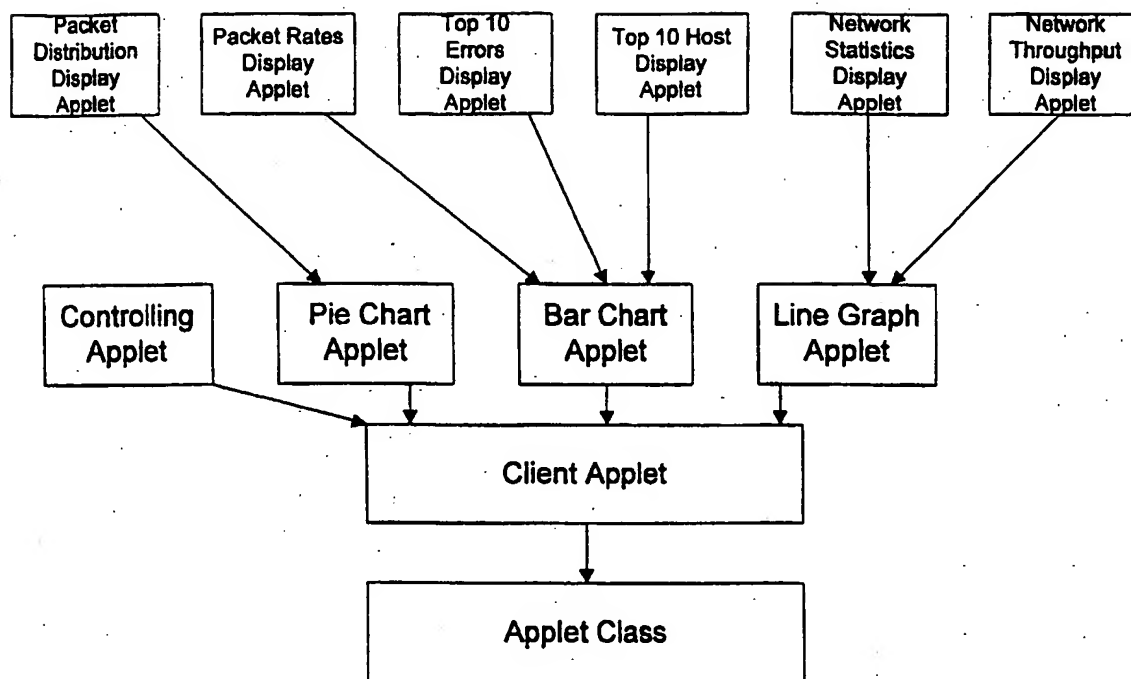 Packet
Distribution
Display
Applet
Packet Rates
Display
Applet
Top 10
Errors
Display
Applet
Top 10 Host
Display
Applet
Network
Statistics
Display
Applet
Network
Throughput
Display
Applet
Controlling
Applet
Pie Chart
Applet
Bar Chart
Applet
Line Graph
Applet
Client Applet
Applet Class